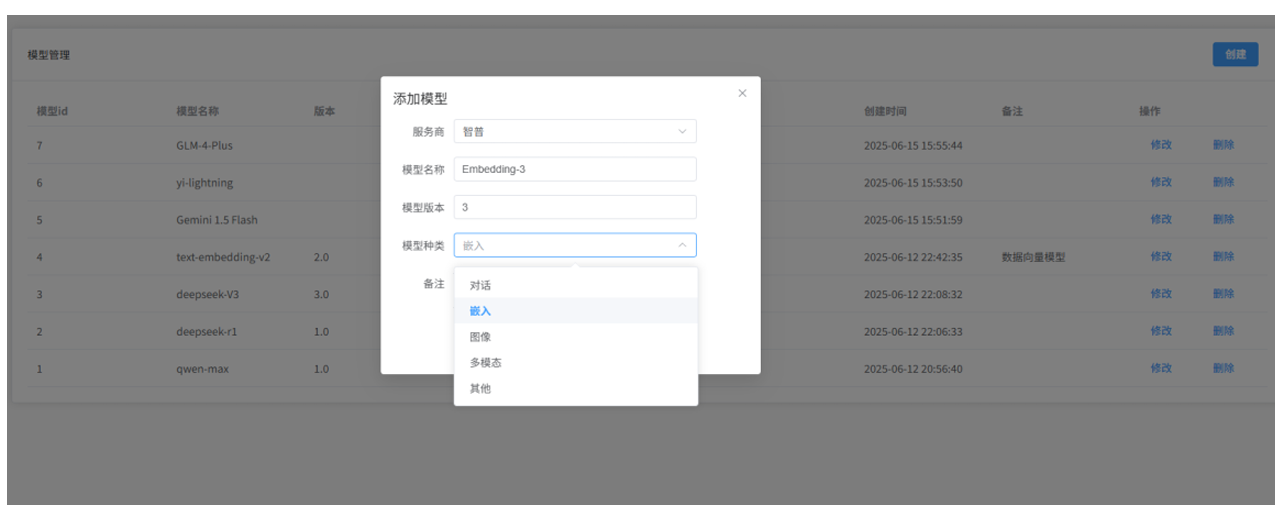 模型管理
创建
模型id 模型名称 版本 创建时间 备注 操作
7 GLM-4-Plus 2025-06-15 15:55:44 修改 删除
6 yi-lightning 2025-06-15 15:53:50 修改 删除
5 Gemini 1.5 Flash 2025-06-15 15:51:59 修改 删除
4 text-embedding-v2 2.0 2025-06-12 22:42:35 数据向量模型 修改 删除
3 deepseek-V3 3.0 2025-06-12 22:08:32 修改 删除
2 deepseek-r1 1.0 2025-06-12 22:06:33 修改 删除
1 qwen-max 1.0 2025-06-12 20:56:40 修改 删除
添加模型
服务商 智普
模型名称 Embedding-3
模型版本 3
模型种类 嵌入
备注
对话
嵌入
图像
多模态
其他